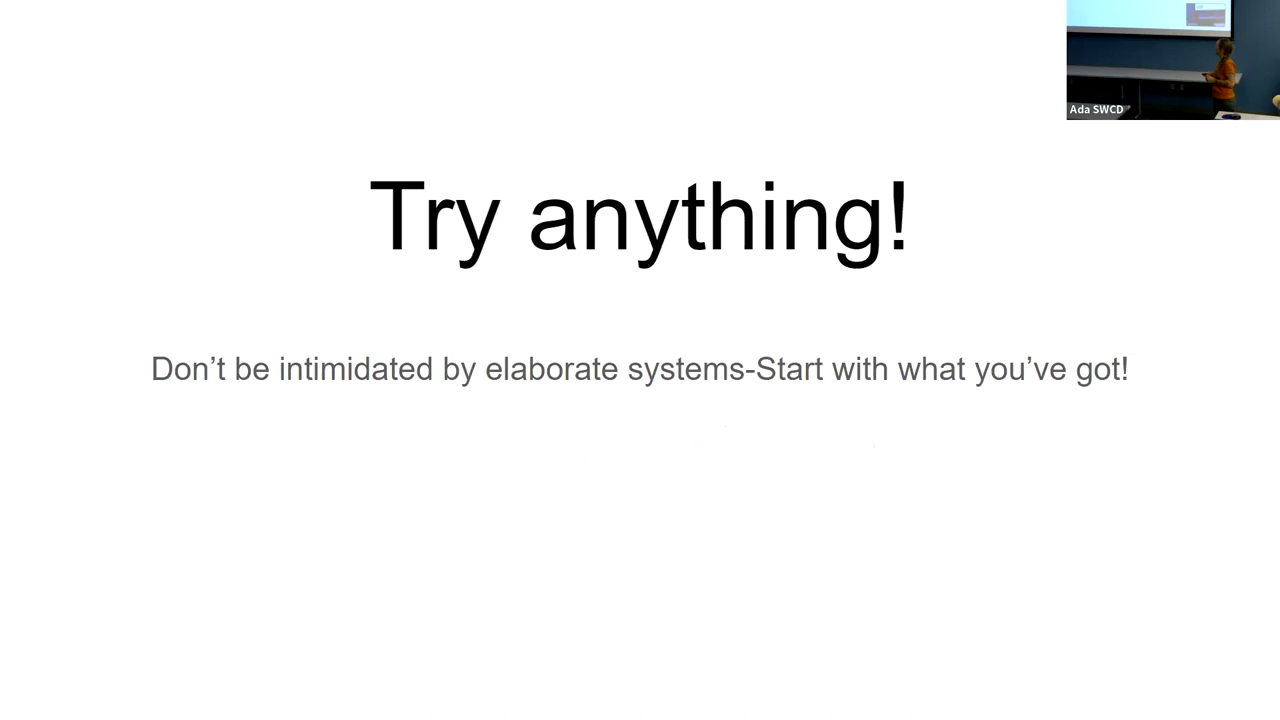 Ada SWCD
Try anything!
Don’t be intimidated by elaborate systems-Start with what you’ve got!